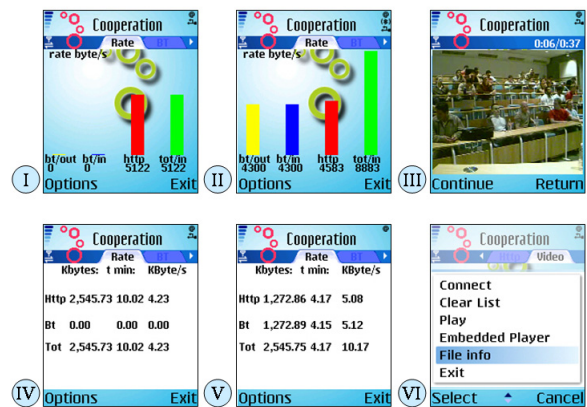 Cooperation
Rate BT
rate byte/s
bt/out bt/in http tot/in
0 0 5122 5122
Options Exit
I
Cooperation
Rate BT
rate byte/s
bt/out bt/in http tot/in
4300 4300 4583 8883
Options Exit
II
Cooperation
0:06/0:37
Continue Return
III
Cooperation
Rate
Kbytes: t min: KByte/s
Http 2,545.73 10.02 4.23
Bt 0.00 0.00 0.00
Tot 2,545.73 10.02 4.23
Options Exit
IV
Cooperation
Rate
Kbytes: t min: KByte/s
Http 1,272.86 4.17 5.08
Bt 1,272.89 4.15 5.12
Tot 2,545.75 4.17 10.17
Options Exit
V
Cooperation
Http Video
Connect
Clear List
Play
Embedded Player
File info
Exit
Select Cancel
VI